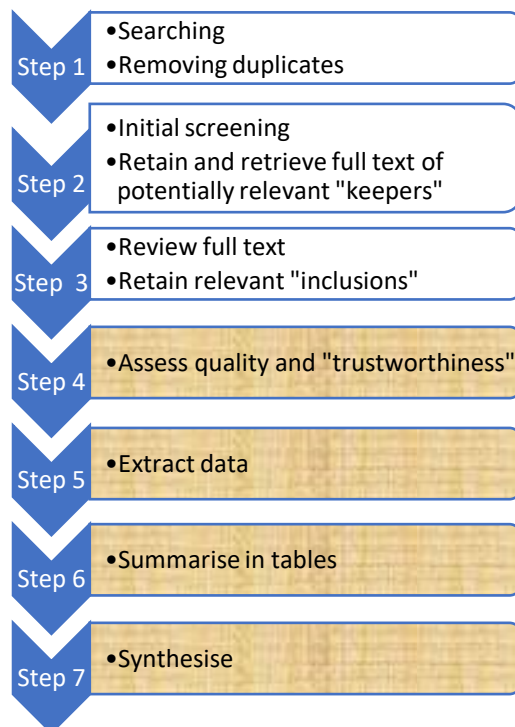 Step 1
•Searching
•Removing duplicates
Step 2
•Initial screening
•Retain and retrieve full text of
potentially relevant "keepers"
Step  3
•Review full text
•Retain relevant "inclusions"
Step 4
•Assess quality and "trustworthiness"
Step 5
•Extract data
Step 6
•Summarise in tables
Step 7
•Synthesise